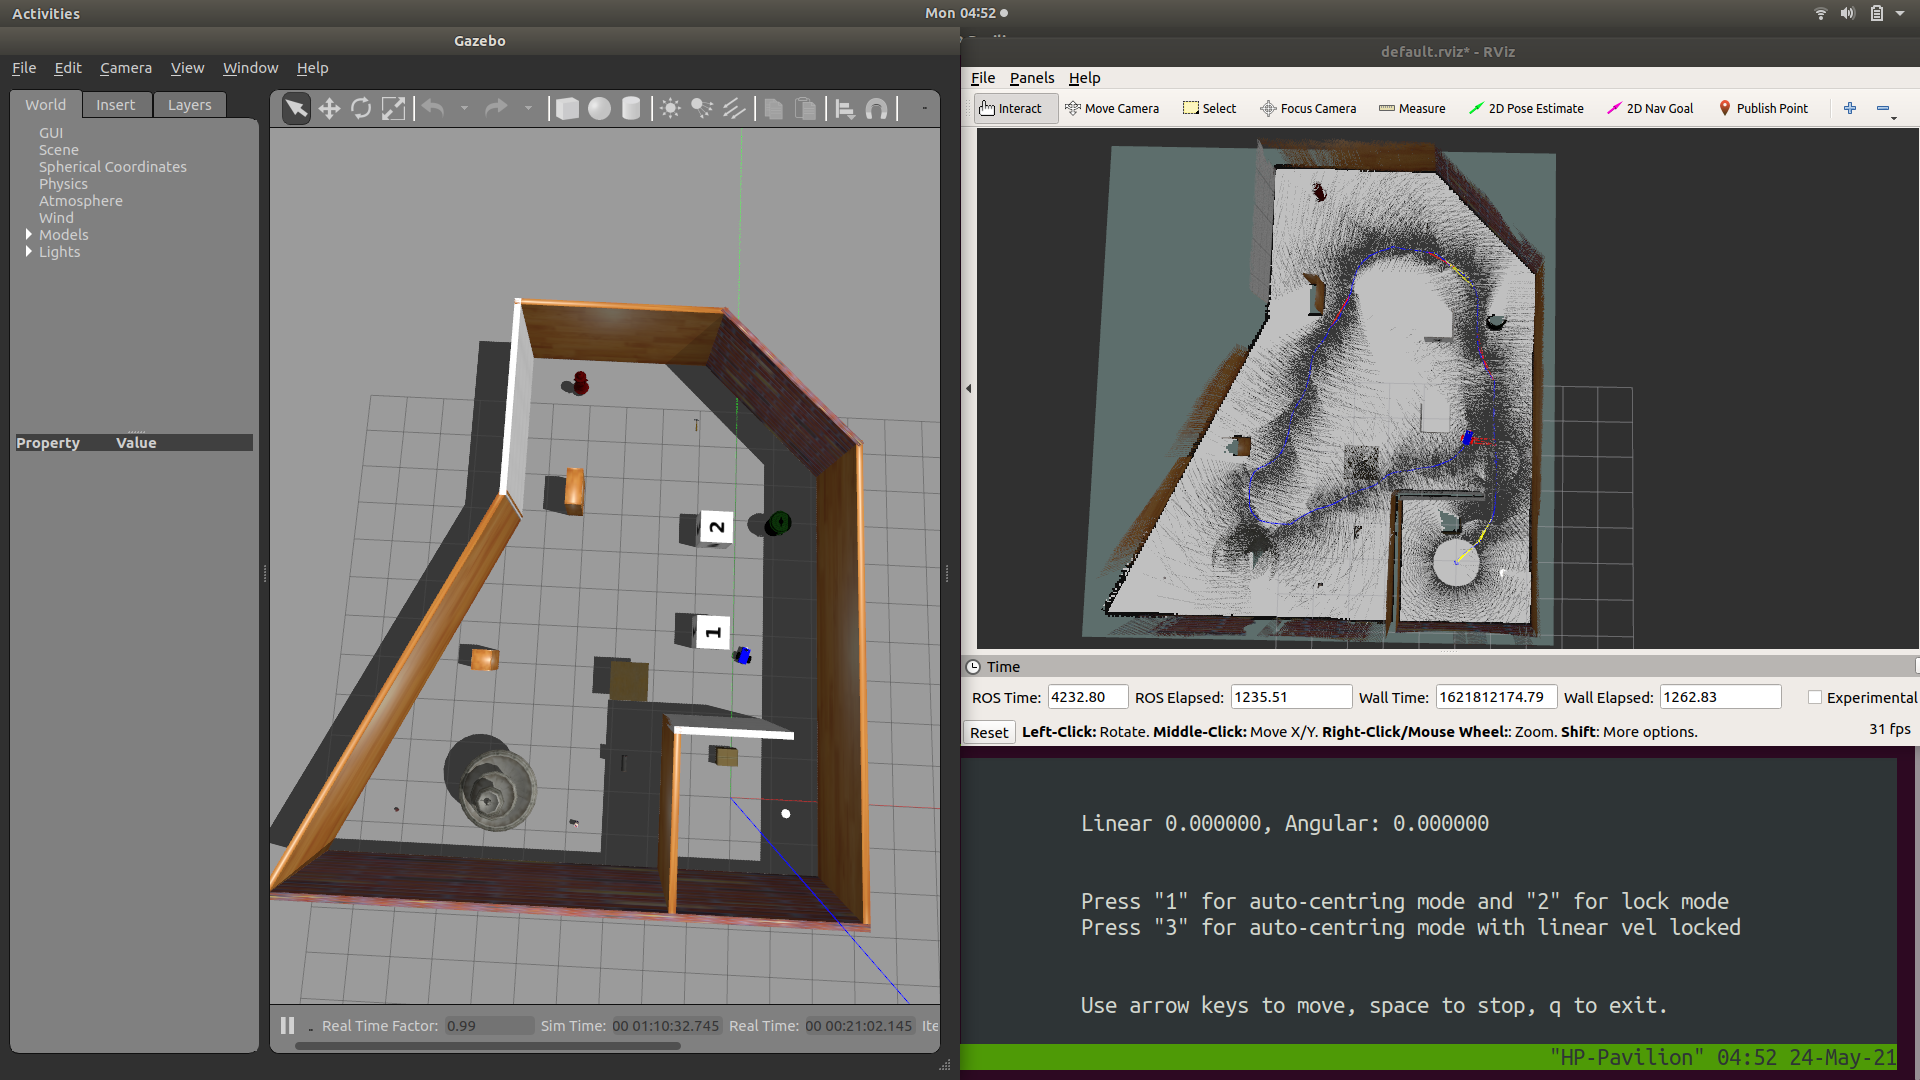 Activities
Mon 04:52
Gazebo
File Edit Camera View Window Help
World Insert Layers
GUI
Scene
Spherical Coordinates
Physics
Atmosphere
Wind
Models
Lights
Property Value
2
1
Real Time Factor: 0.99 Sim Time: 00 01:10:32.745 Real Time: 00 00:21:02.145 Ite
default.rviz* - RViz
File Panels Help
Interact Move Camera Select Focus Camera Measure 2D Pose Estimate 2D Nav Goal Publish Point
Time
ROS Time: 4232.80 ROS Elapsed: 1235.51 Wall Time: 1621812174.79 Wall Elapsed: 1262.83 Experimental
Reset Left-Click: Rotate. Middle-Click: Move X/Y. Right-Click/Mouse Wheel:: Zoom. Shift: More options. 31 fps
Linear 0.000000, Angular: 0.000000
Press "1" for auto-centring mode and "2" for lock mode
Press "3" for auto-centring mode with linear vel locked
Use arrow keys to move, space to stop, q to exit.
"HP-Pavilion" 04:52 24-May-21